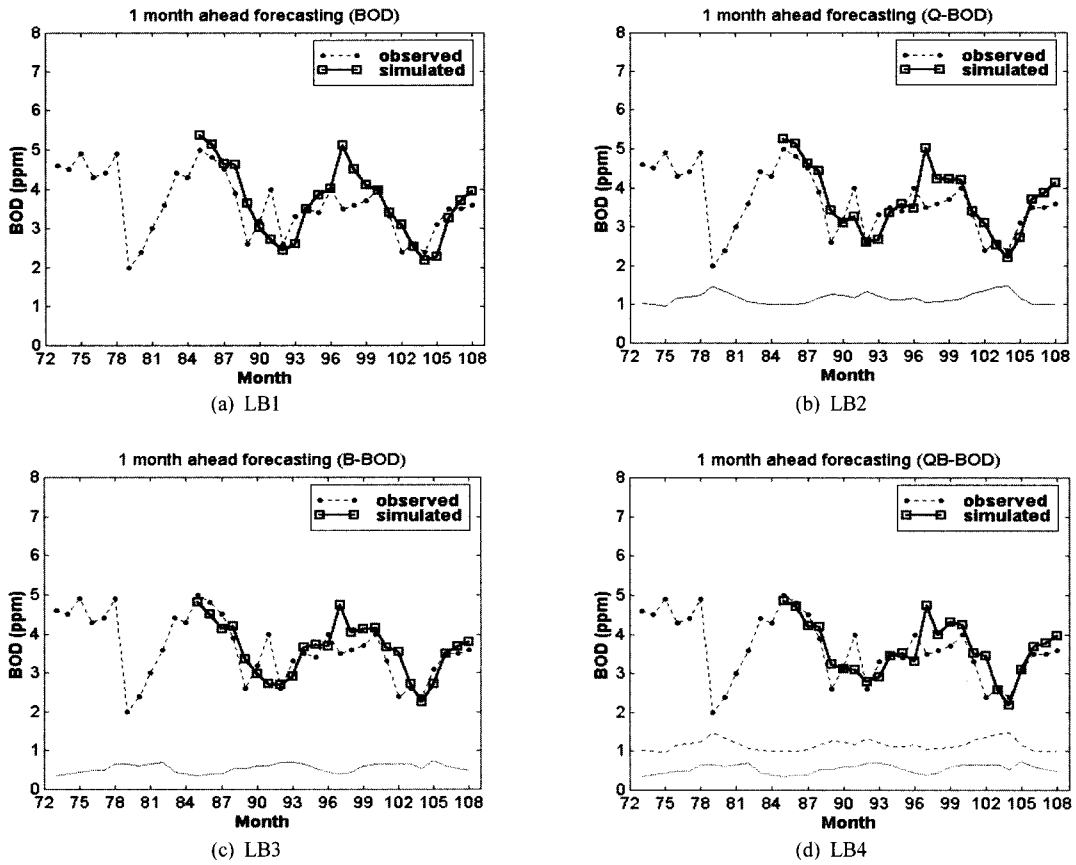 1 month ahead forecasting (BOD)
8
7
6
5
4
3
2
1
0
BOD (ppm)
observed
simulated
72 75 78 81 84 87 90 93 96 99 102 105 108
Month
(a) LB1
1 month ahead forecasting (Q-BOD)
8
7
6
5
4
3
2
1
0
BOD (ppm)
observed
simulated
72 75 78 81 84 87 90 93 96 99 102 105 108
Month
(b) LB2
1 month ahead forecasting (B-BOD)
8
7
6
5
4
3
2
1
0
BOD (ppm)
observed
simulated
72 75 78 81 84 87 90 93 96 99 102 105 108
Month
(c) LB3
1 month ahead forecasting (QB-BOD)
8
7
6
5
4
3
2
1
0
BOD (ppm)
observed
simulated
72 75 78 81 84 87 90 93 96 99 102 105 108
Month
(d) LB4